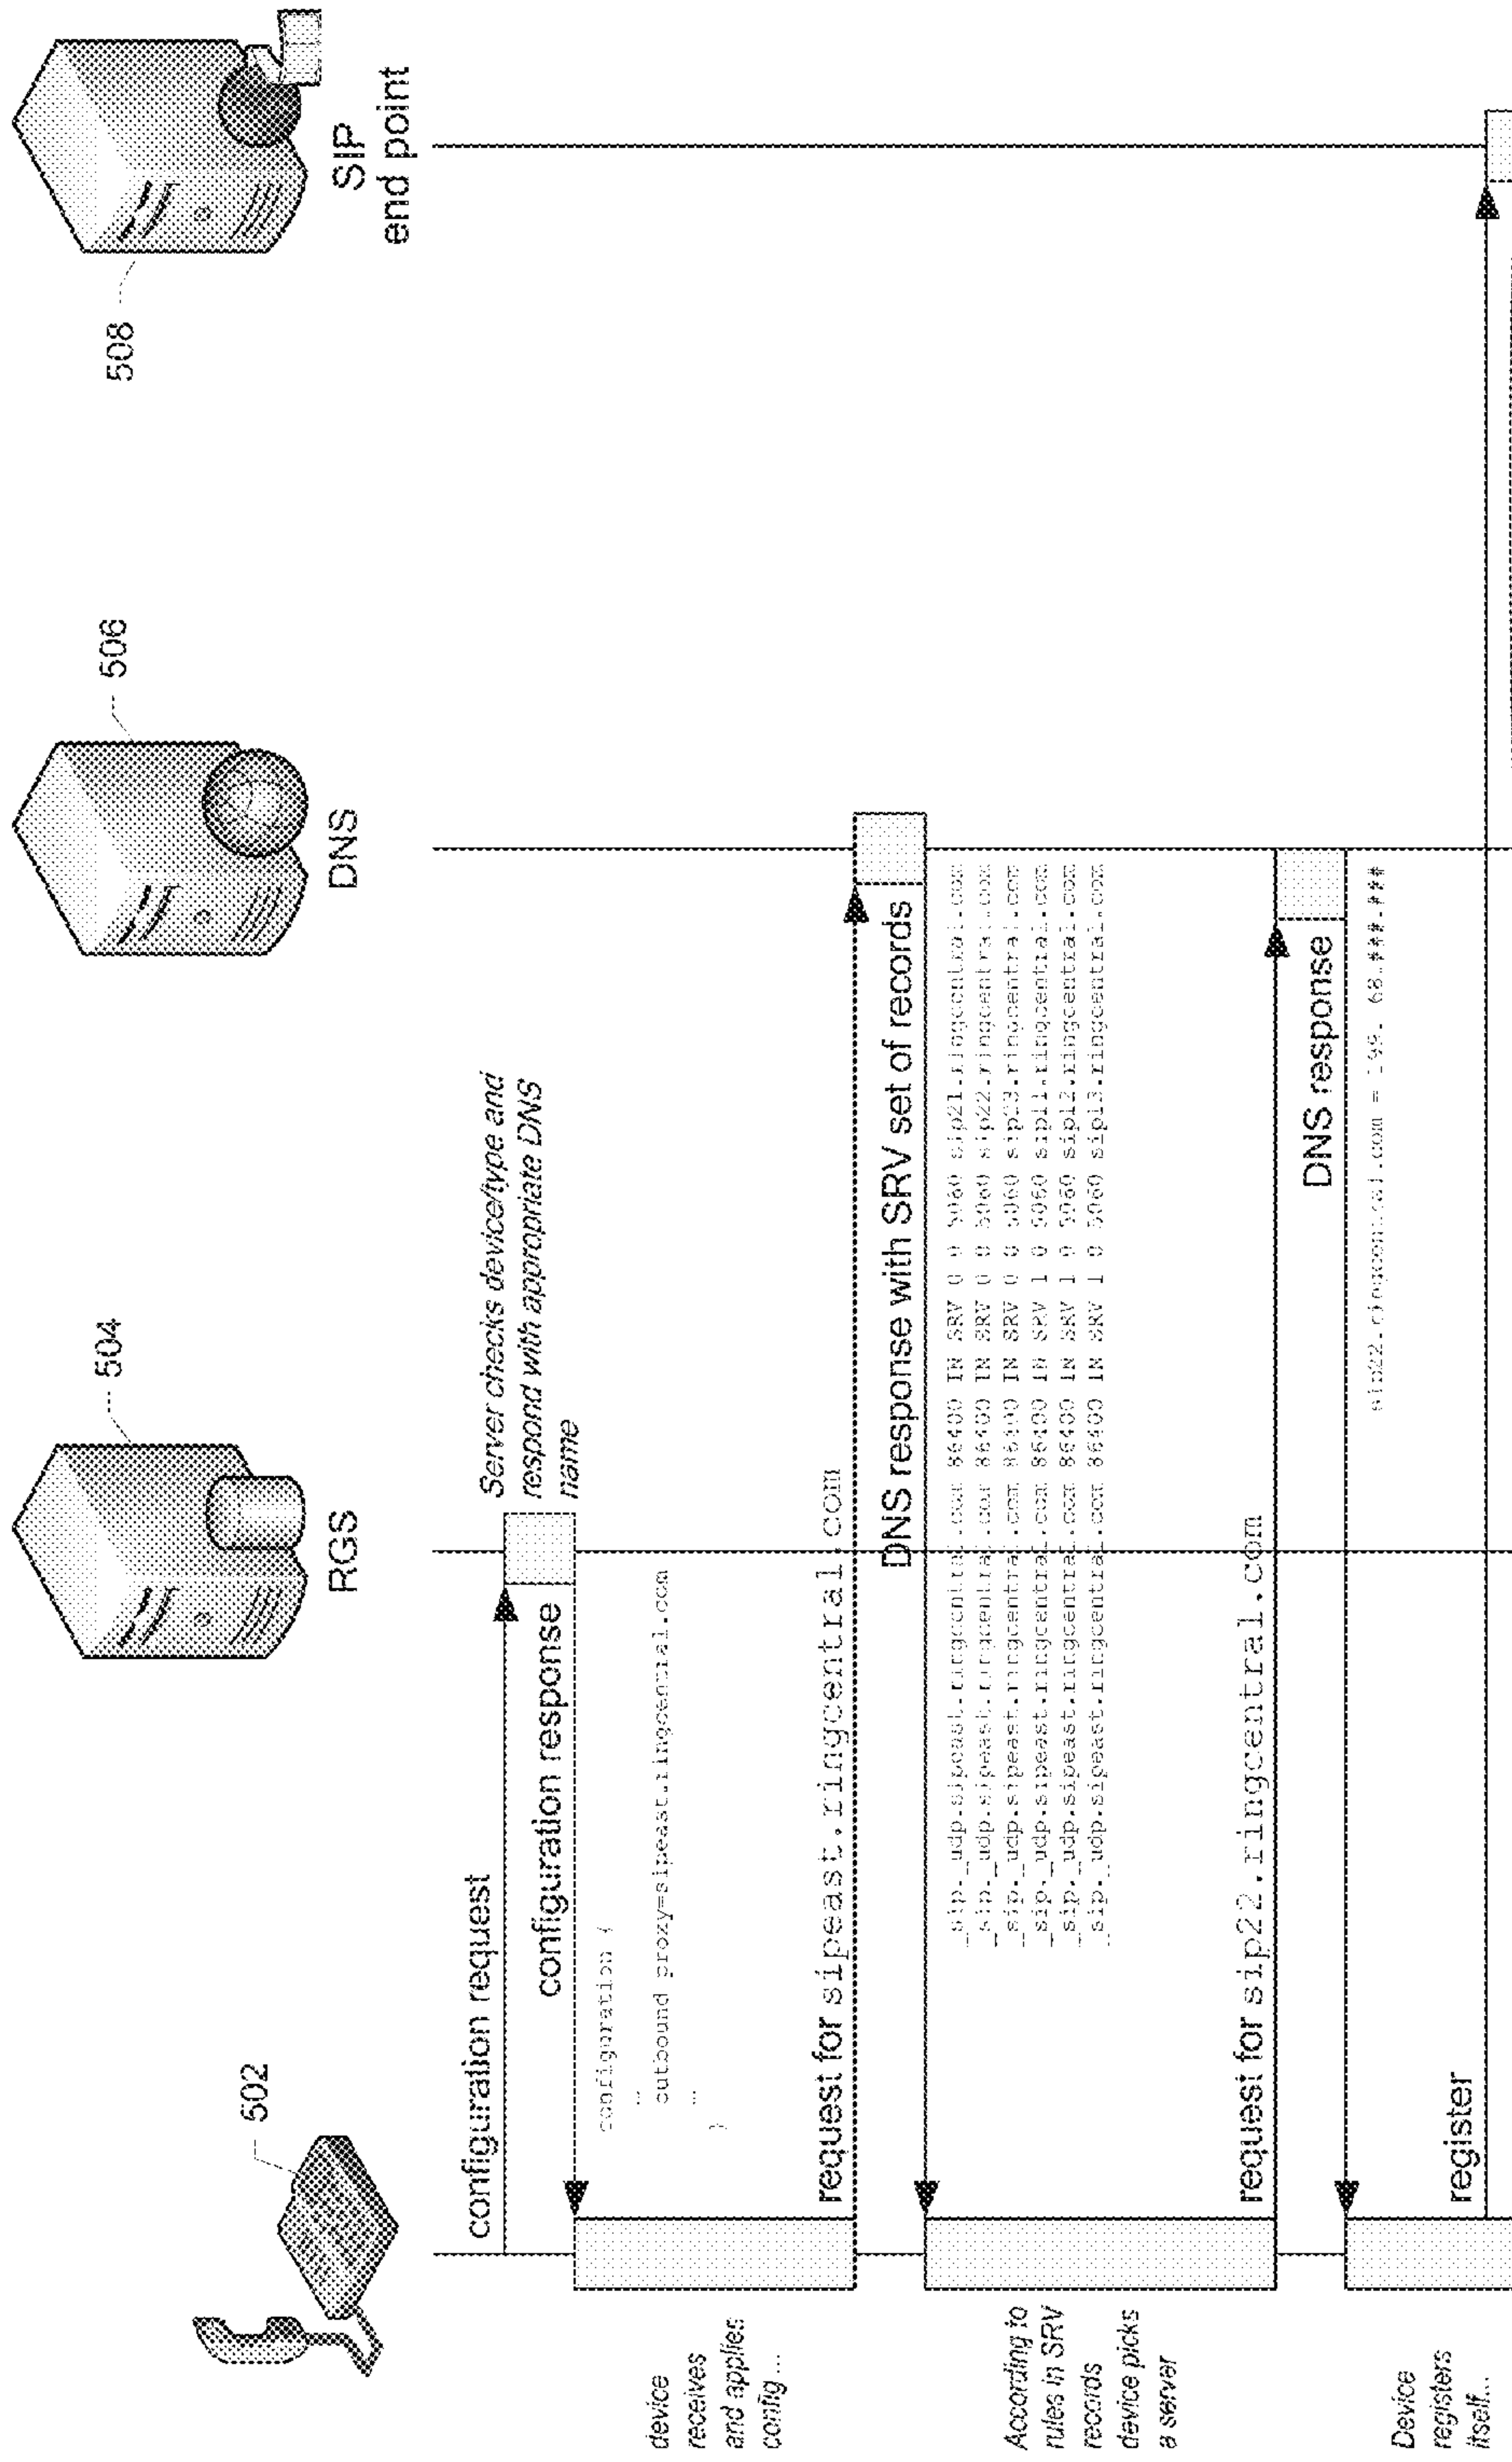 502
504
RGS
506
DNS
508
SIP
end point
configuration request
Server checks device/type and
respond with appropriate DNS
name
configuration response
configuration {
...
outbound proxy=sipeast.ringcentral.com
...
}
device
receives
and applies
config ...
request for sipeast.ringcentral.com
DNS response with SRV set of records
_sip._udp.sipeast.ringcentral.com 86400 IN SRV 0 0 5060 sip21.ringcentral.com
_sip._udp.sipeast.ringcentral.com 86400 IN SRV 0 0 5060 sip22.ringcentral.com
_sip._udp.sipeast.ringcentral.com 86400 IN SRV 0 0 5060 .ringcentral.com
_sip._udp.sipeast.ringcentral.com 86400 IN SRV 1 0 5060 sip11.ringcentral.com
_sip._udp.sipeast.ringcentral.com 86400 IN SRV 1 0 5060 sip12.ringcentral.com
_sip._udp.sipeast.ringcentral.com 86400 IN SRV 1 0 5060 sip13.ringcentral.com
According to
rules in SRV
records
device picks
a server
request for sip22.ringcentral.com
DNS response
sip22.ringcentral.com = 68.###.###
register
Device
registers
itself...